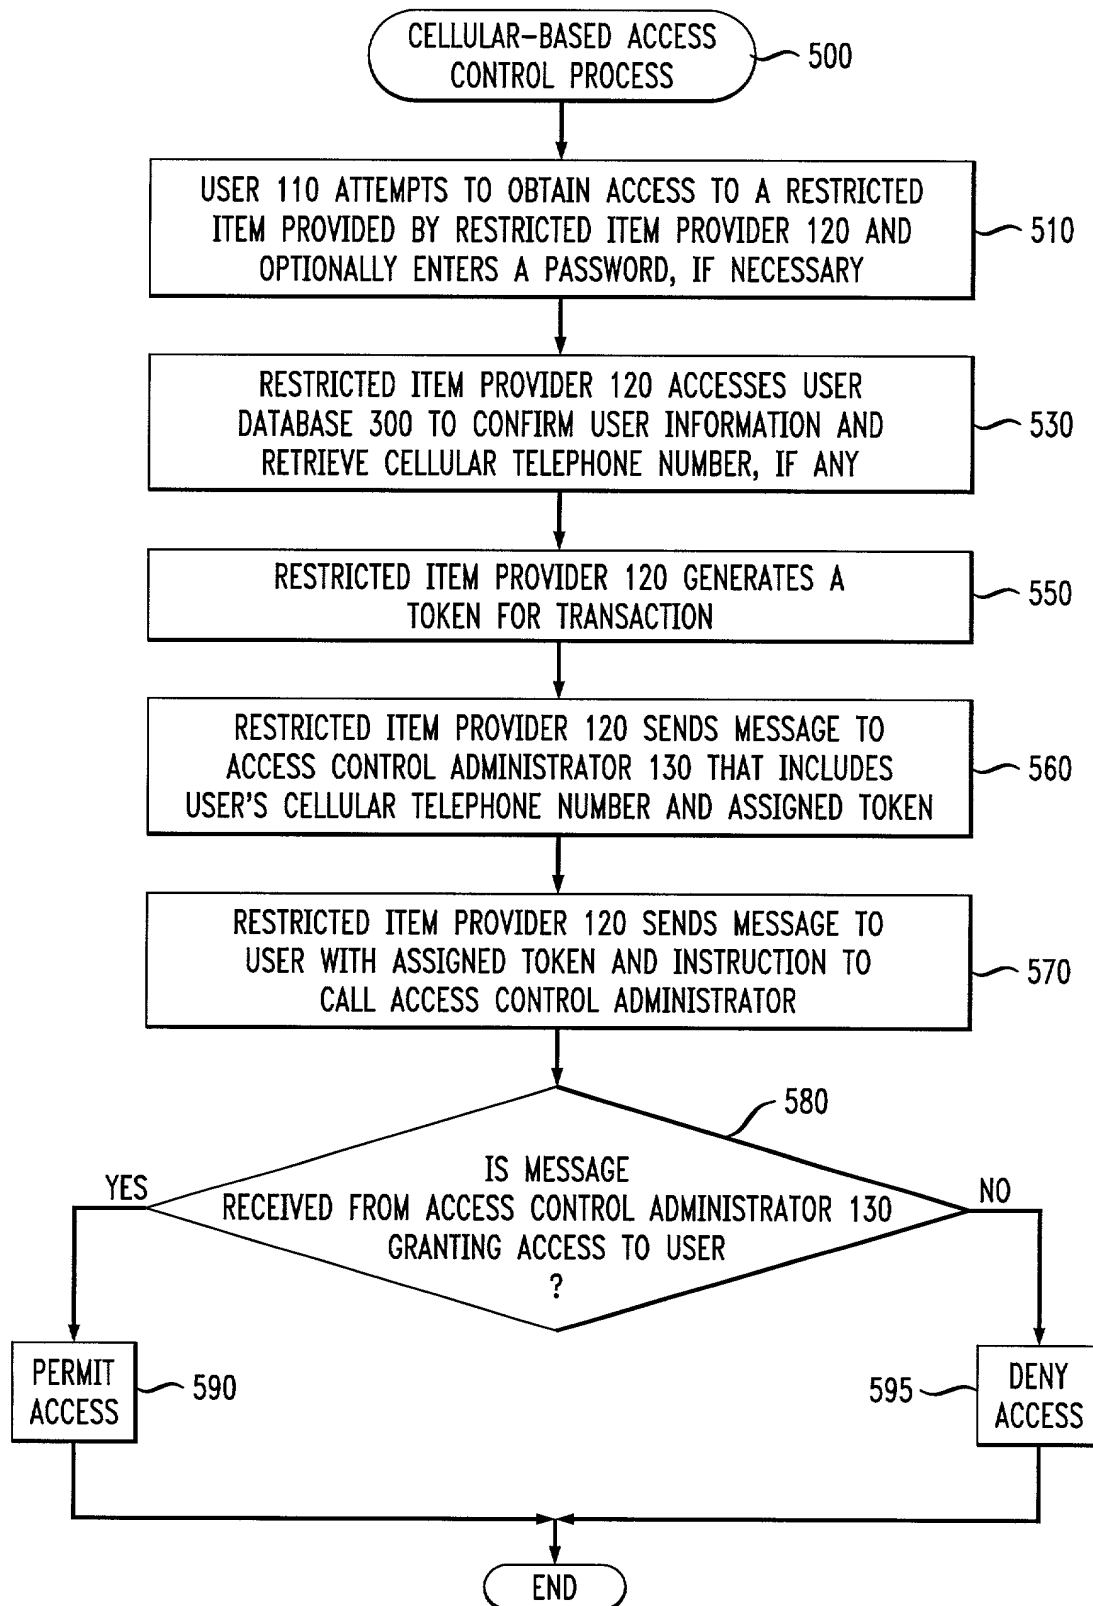 CELLULAR-BASED ACCESS
CONTROL PROCESS
500
USER 110 ATTEMPTS TO OBTAIN ACCESS TO A RESTRICTED
ITEM PROVIDED BY RESTRICTED ITEM PROVIDER 120 AND
OPTIONALLY ENTERS A PASSWORD, IF NECESSARY
510
RESTRICTED ITEM PROVIDER 120 ACCESSES USER
DATABASE 300 TO CONFIRM USER INFORMATION AND
RETRIEVE CELLULAR TELEPHONE NUMBER, IF ANY
530
RESTRICTED ITEM PROVIDER 120 GENERATES A
TOKEN FOR TRANSACTION
550
RESTRICTED ITEM PROVIDER 120 SENDS MESSAGE TO
ACCESS CONTROL ADMINISTRATOR 130 THAT INCLUDES
USER'S CELLULAR TELEPHONE NUMBER AND ASSIGNED TOKEN
560
RESTRICTED ITEM PROVIDER 120 SENDS MESSAGE TO
USER WITH ASSIGNED TOKEN AND INSTRUCTION TO
CALL ACCESS CONTROL ADMINISTRATOR
570
580
IS MESSAGE
RECEIVED FROM ACCESS CONTROL ADMINISTRATOR 130
GRANTING ACCESS TO USER
?
YES
NO
PERMIT
ACCESS
590
595
DENY
ACCESS
END